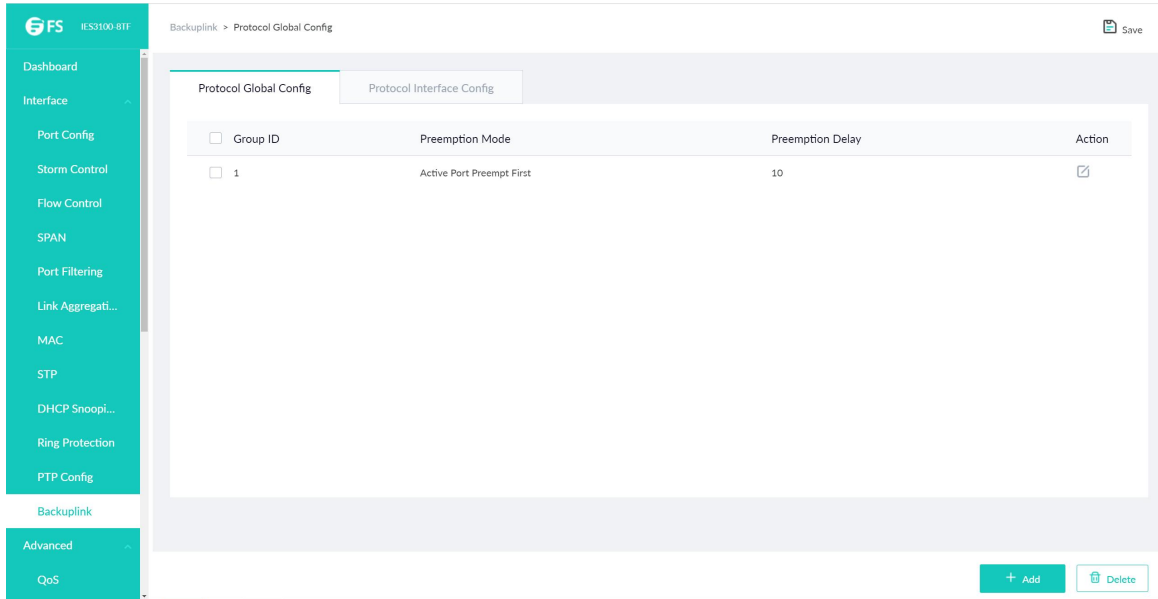 FS IES3100-8TF
Backuplink > Protocol Global Config
Save
Dashboard
Interface
Port Config
Storm Control
Flow Control
SPAN
Port Filtering
Link Aggregati...
MAC
STP
DHCP Snoopi...
Ring Protection
PTP Config
Backuplink
Advanced
QoS
Protocol Global Config Protocol Interface Config
Group ID Preemption Mode Preemption Delay Action
1 Active Port Preempt First 10
+ Add Delete